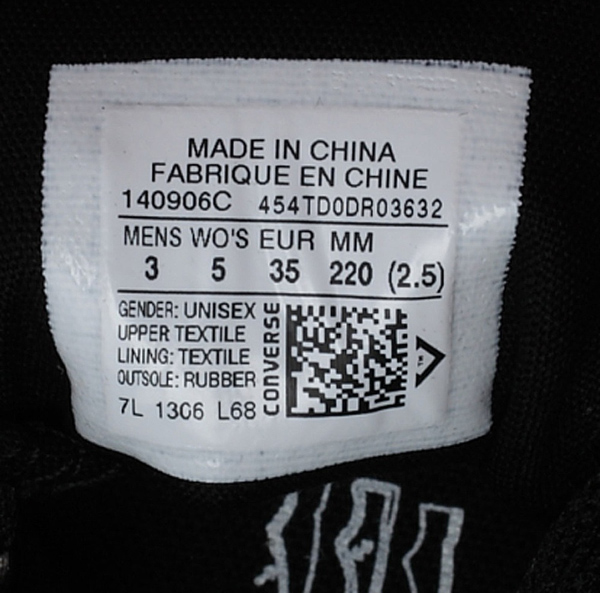 MADE IN CHINA
FABRIQUE EN CHINE
140906C 454TD0DR03632
MENS WO'S EUR MM
3 5 35 220 (2.5)
GENDER: UNISEX
UPPER TEXTILE
LINING: TEXTILE
OUTSOLE: RUBBER
7L 1306 L68
CONVERSE